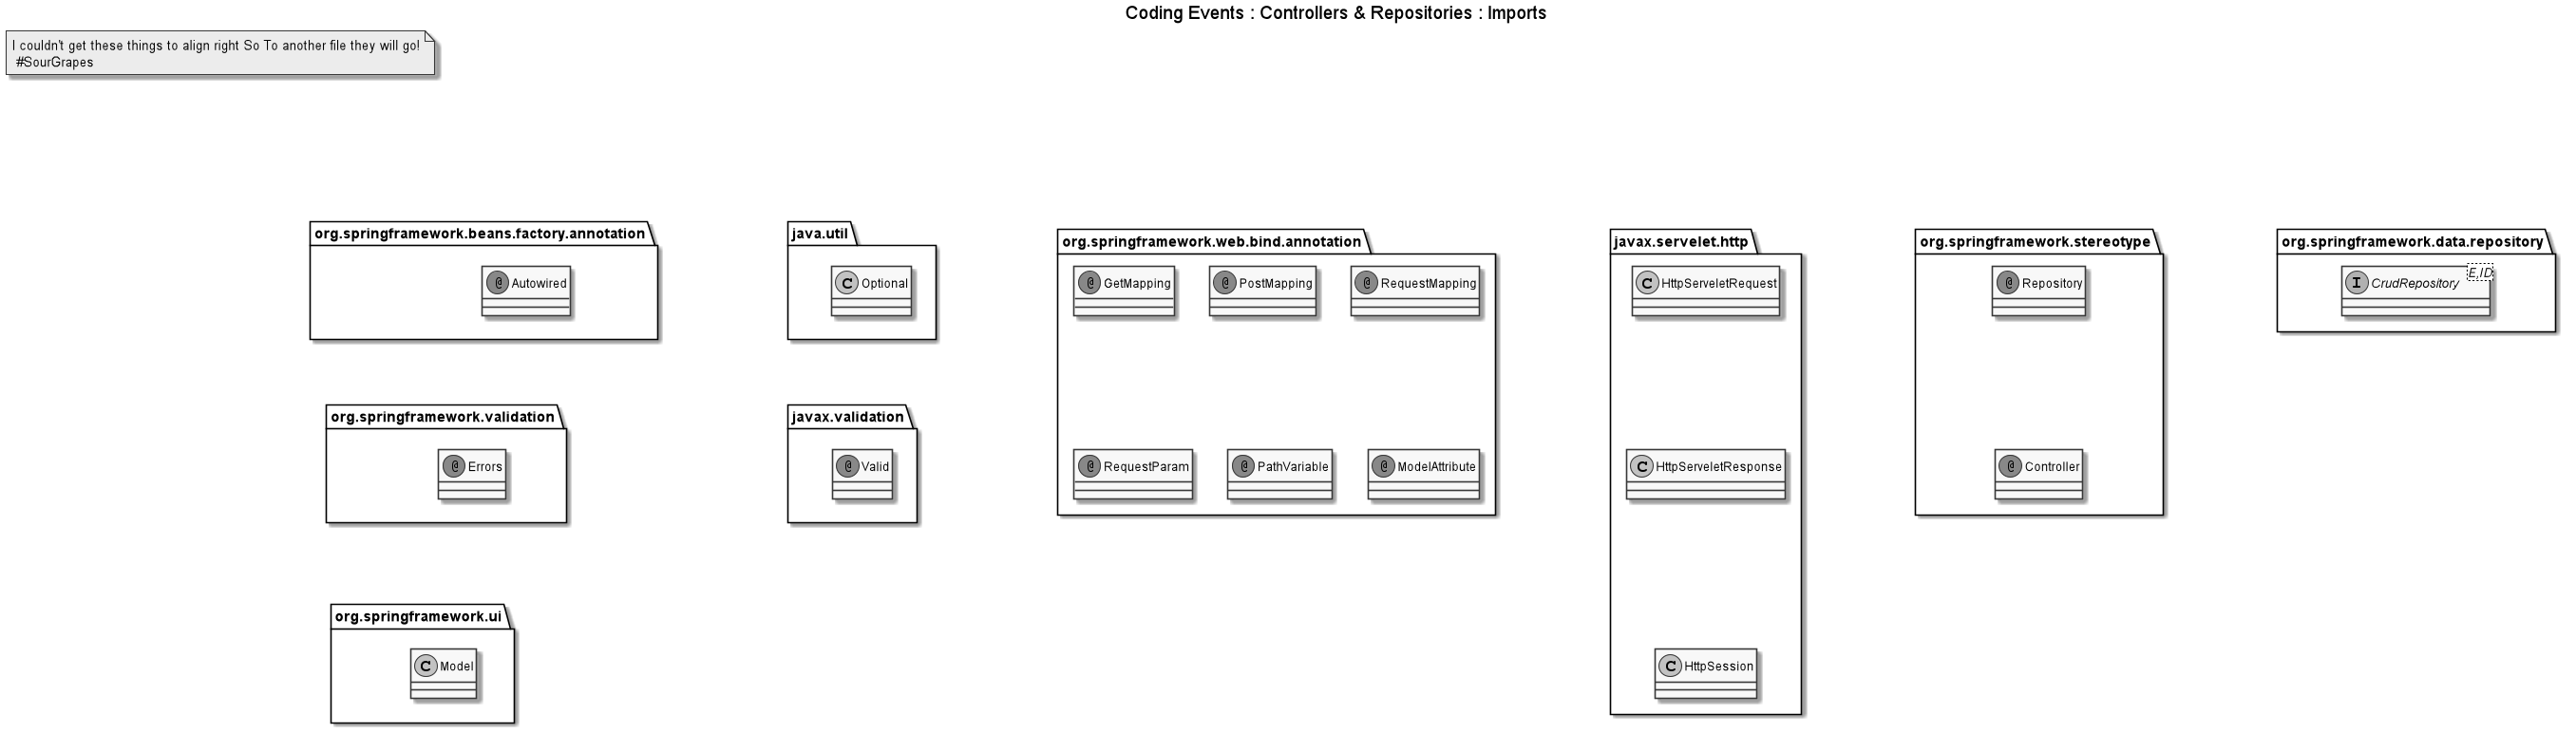 Coding Events : Controllers & Repositories : Imports
I couldn't get these things to align right So To another file they will go!
#SourGrapes
org.springframework.beans.factory.annotation
@ Autowired
java.util
C Optional
org.springframework.web.bind.annotation
@ GetMapping
@ PostMapping
@ RequestMapping
@ RequestParam
@ PathVariable
@ ModelAttribute
javax.servelet.http
C HttpServeletRequest
C HttpServeletResponse
C HttpSession
org.springframework.stereotype
@ Repository
@ Controller
org.springframework.data.repository
I CrudRepository
E,ID
org.springframework.validation
@ Errors
javax.validation
@ Valid
org.springframework.ui
C Model